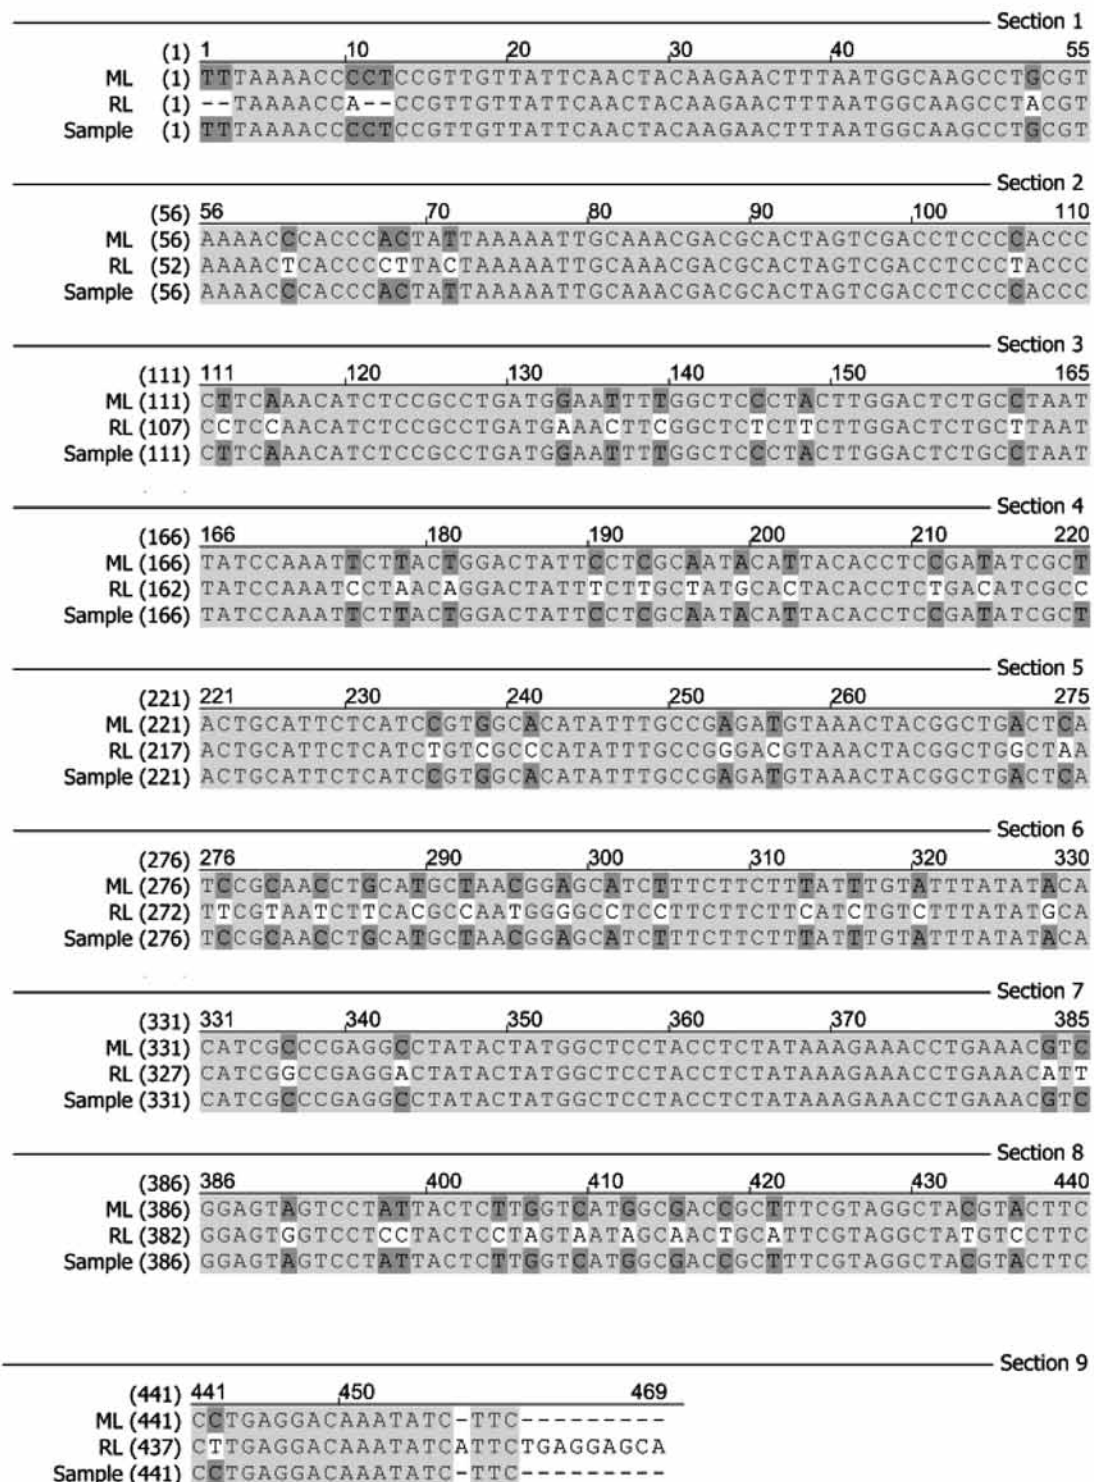 Section 1
(1) 1 10 20 30 40 55
ML (1) TTTAAAACCCCTCCGTTGTTATTCAACTACAAGAACTTTAATGGCAAGCCTGCGT
RL (1) --TAAAACCA--CCGTTGTTATTCAACTACAAGAACTTTAATGGCAAGCCTACGT
Sample (1) TTTAAAACCCCTCCGTTGTTATTCAACTACAAGAACTTTAATGGCAAGCCTGCGT
Section 2
(56) 56 70 80 90 100 110
ML (56) AAAACCCACCCACTATTAAAAATTGCAAACGACGCACTAGTCGACCTCCCCACCC
RL (52) AAAACTCACCCCTTACTAAAAATTGCAAACGACGCACTAGTCGACCTCCCTACCC
Sample (56) AAAACCCACCCACTATTAAAAATTGCAAACGACGCACTAGTCGACCTCCCCACCC
Section 3
(111) 111 120 130 140 150 165
ML (111) CTTCAAACATCTCCGCCTGATGGAATTTTGGCTCCCTACTTGGACTCTGCCTAAT
RL (107) CCTCCAACATCTCCGCCTGATGAAACTTCGGCTCTCTTCTTGGACTCTGCTTAAT
Sample (111) CTTCAAACATCTCCGCCTGATGGAATTTTGGCTCCCTACTTGGACTCTGCCTAAT
Section 4
(166) 166 180 190 200 210 220
ML (166) TATCCAAATTCTTACTGGACTATTCCTCGCAATACATTACACCTCCGATATCGCT
RL (162) TATCCAAATCCTAACAGGACTATTTCTTGCTATGCACTACACCTCTGACATCGCC
Sample (166) TATCCAAATTCTTACTGGACTATTCCTCGCAATACATTACACCTCCGATATCGCT
Section 5
(221) 221 230 240 250 260 275
ML (221) ACTGCATTCTCATCCGTGGCACATATTTGCCGAGATGTAAACTACGGCTGACTCA
RL (217) ACTGCATTCTCATCTGTCGCCCATATTTGCCGGGACGTAAACTACGGCTGGCTAA
Sample (221) ACTGCATTCTCATCCGTGGCACATATTTGCCGAGATGTAAACTACGGCTGACTCA
Section 6
(276) 276 290 300 310 320 330
ML (276) TCCGCAACCTGCATGCTAACGGAGCATCTTTCTTCTTTATTTGTATTTATATACA
RL (272) TTCGTAATCTTCACGCCAATGGGGCCTCCTTCTTCTTCATCTGTCTTTATATGCA
Sample (276) TCCGCAACCTGCATGCTAACGGAGCATCTTTCTTCTTTATTTGTATTTATATACA
Section 7
(331) 331 340 350 360 370 385
ML (331) CATCGCCCGAGGCCTATACTATGGCTCCTACCTCTATAAAGAAACCTGAAACGTC
RL (327) CATCGGCCGAGGACTATACTATGGCTCCTACCTCTATAAAGAAACCTGAAACATT
Sample (331) CATCGCCCGAGGCCTATACTATGGCTCCTACCTCTATAAAGAAACCTGAAACGTC
Section 8
(386) 386 400 410 420 430 440
ML (386) GGAGTAGTCCTATTACTCTTGGTCATGGCGACCGCTTTCGTAGGCTACGTACTTC
RL (382) GGAGTGGTCCTCCTACTCCTAGTAATAGCAACTGCATTCGTAGGCTATGTCCTTC
Sample (386) GGAGTAGTCCTATTACTCTTGGTCATGGCGACCGCTTTCGTAGGCTACGTACTTC
Section 9
(441) 441 450 469
ML (441) CCTGAGGACAAATATC-TTC---------
RL (437) CTTGAGGACAAATATCATTCTGAGGAGCA
Sample (441) CCTGAGGACAAATATC-TTC---------